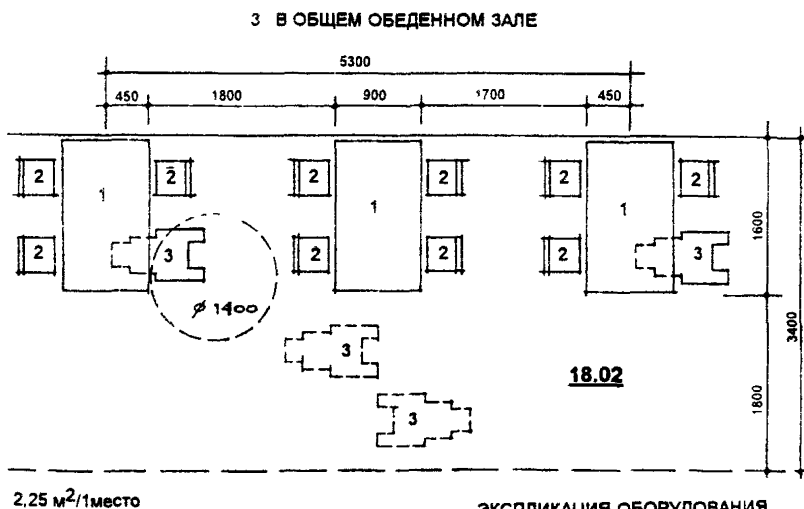 3 В ОБЩЕМ ОБЕДЕННОМ ЗАЛЕ
5300
450 1800 900 1700 450
2 2 2 2 2 2
1 1 1
2 2 2 2
3 3
1600
⌀ 1400
3400
3
18.02
1800
3
2,25 м²/1место
ЭКСПЛИКАЦИЯ ОБОРУДОВАНИЯ